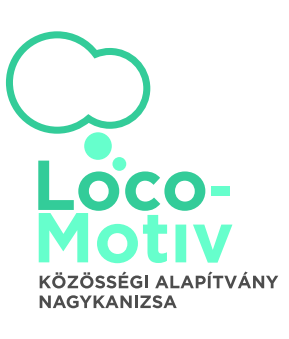 Loco-
Motiv
KÖZÖSSÉGI ALAPÍTVÁNY
NAGYKANIZSA